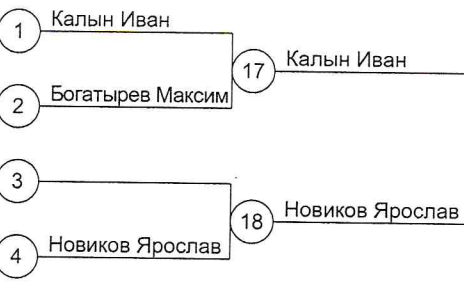 1 Калын Иван
17 Калын Иван
2 Богатырев Максим
3
18 Новиков Ярослав
4 Новиков Ярослав